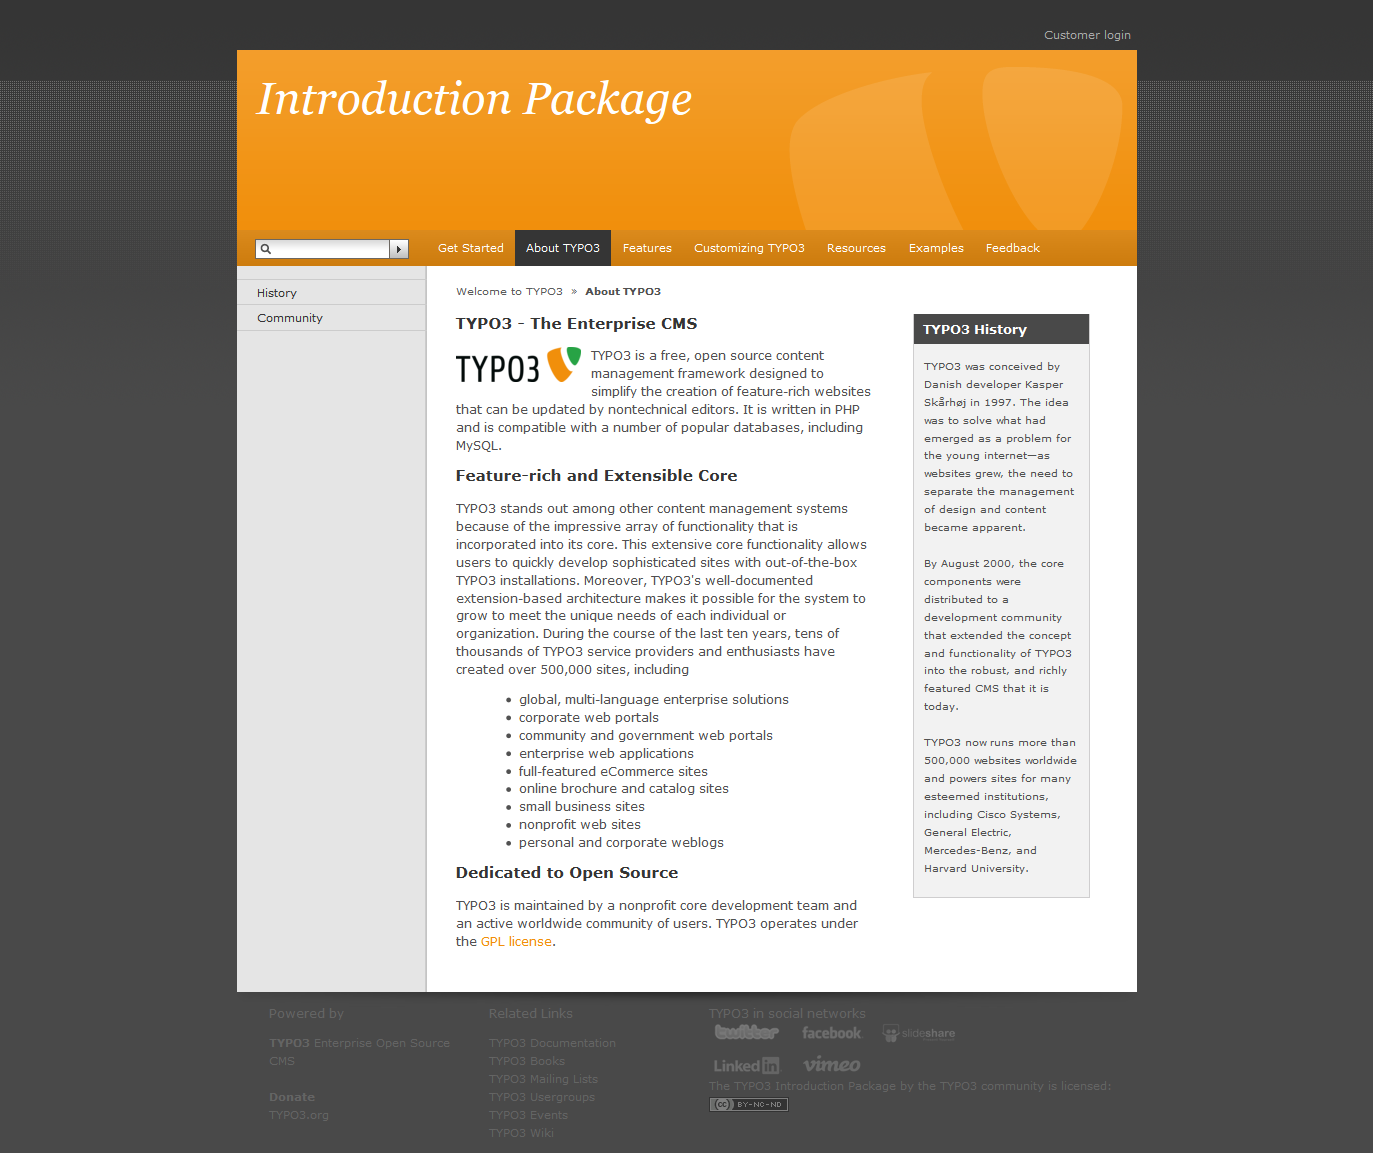 Customer login
Introduction Package
Get Started About TYPO3 Features Customizing TYPO3 Resources Examples Feedback
History
Community
Welcome to TYPO3 » About TYPO3
TYPO3 - The Enterprise CMS
TYPO3
TYPO3 is a free, open source content
management framework designed to
simplify the creation of feature-rich websites
that can be updated by nontechnical editors. It is written in PHP
and is compatible with a number of popular databases, including
MySQL.
Feature-rich and Extensible Core
TYPO3 stands out among other content management systems
because of the impressive array of functionality that is
incorporated into its core. This extensive core functionality allows
users to quickly develop sophisticated sites with out-of-the-box
TYPO3 installations. Moreover, TYPO3's well-documented
extension-based architecture makes it possible for the system to
grow to meet the unique needs of each individual or
organization. During the course of the last ten years, tens of
thousands of TYPO3 service providers and enthusiasts have
created over 500,000 sites, including
• global, multi-language enterprise solutions
• corporate web portals
• community and government web portals
• enterprise web applications
• full-featured eCommerce sites
• online brochure and catalog sites
• small business sites
• nonprofit web sites
• personal and corporate weblogs
Dedicated to Open Source
TYPO3 is maintained by a nonprofit core development team and
an active worldwide community of users. TYPO3 operates under
the GPL license.
TYPO3 History
TYPO3 was conceived by
Danish developer Kasper
Skårhøj in 1997. The idea
was to solve what had
emerged as a problem for
the young internet—as
websites grew, the need to
separate the management
of design and content
became apparent.
By August 2000, the core
components were
distributed to a
development community
that extended the concept
and functionality of TYPO3
into the robust, and richly
featured CMS that it is
today.
TYPO3 now runs more than
500,000 websites worldwide
and powers sites for many
esteemed institutions,
including Cisco Systems,
General Electric,
Mercedes-Benz, and
Harvard University.
Powered by
TYPO3 Enterprise Open Source
CMS
Donate
TYPO3.org
Related Links
TYPO3 Documentation
TYPO3 Books
TYPO3 Mailing Lists
TYPO3 Usergroups
TYPO3 Events
TYPO3 Wiki
TYPO3 in social networks
twitter facebook slideshare
Linked in vimeo
The TYPO3 Introduction Package by the TYPO3 community is licensed:
cc BY-NC-ND